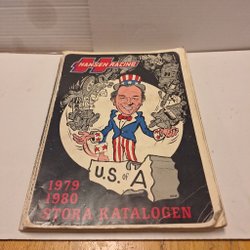 HANSEN RACING
U.S. of A
1979
1980
STORA KATALOGEN